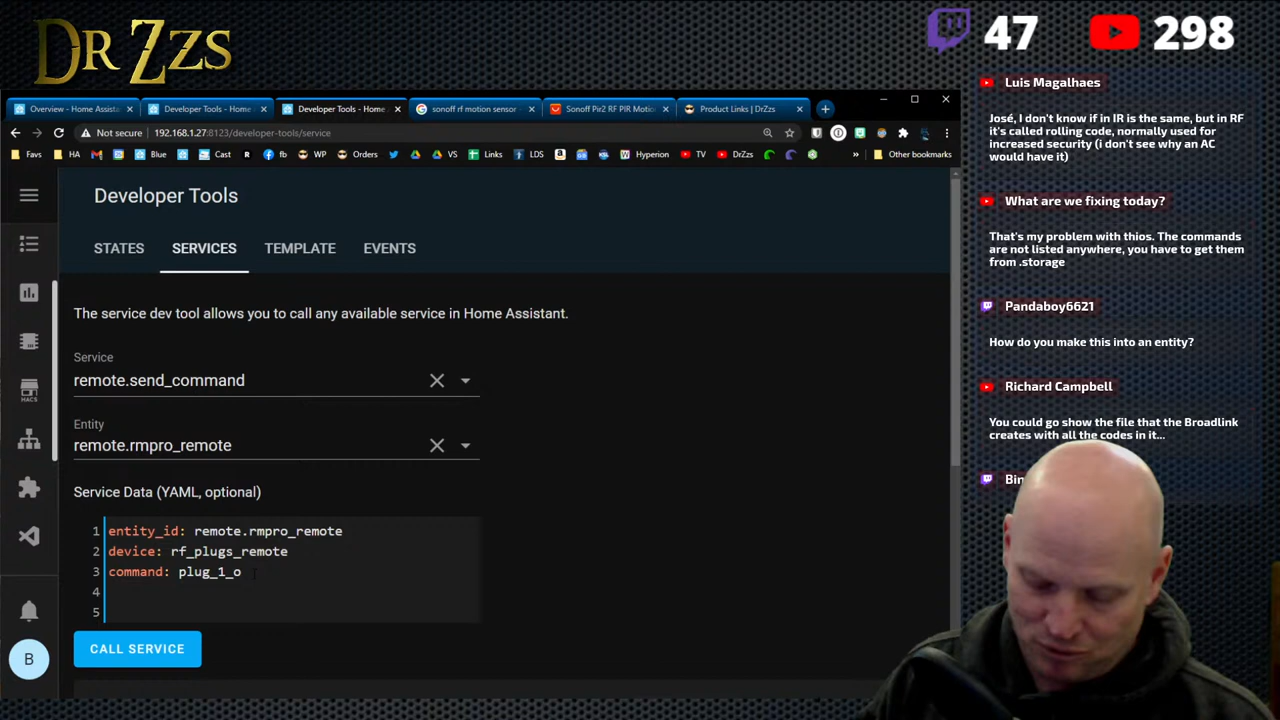 DR ZZS
47
298
Overview - Home Assista
Developer Tools - Home
Developer Tools - Home
sonoff rf motion sensor
Sonoff Pir2 RF PIR Motio
Product Links | DrZzs
Not secure
192.168.1.27:8123/developer-tools/service
Favs
HA
Blue
Cast
fb
WP
Orders
VS
Links
LDS
Hyperion
TV
DrZzs
Other bookmarks
Developer Tools
STATES
SERVICES
TEMPLATE
EVENTS
The service dev tool allows you to call any available service in Home Assistant.
Service
remote.send_command
Entity
remote.rmpro_remote
Service Data (YAML, optional)
1 entity_id: remote.rmpro_remote
2 device: rf_plugs_remote
3 command: plug_1_o
4
5
CALL SERVICE
HACS
B
Luis Magalhaes
José, I don't know if in IR is the same, but in RF
it's called rolling code, normally used for
increased security (i don't see why an AC
would have it)
What are we fixing today?
That's my problem with thios. The commands
are not listed anywhere, you have to get them
from .storage
Pandaboy6621
How do you make this into an entity?
Richard Campbell
You could go show the file that the Broadlink
creates with all the codes in it...